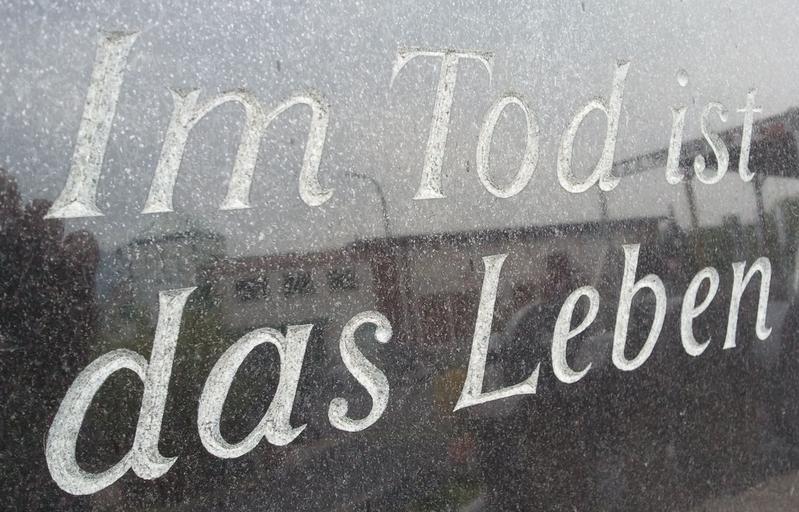 Im Tod ist
das Leben